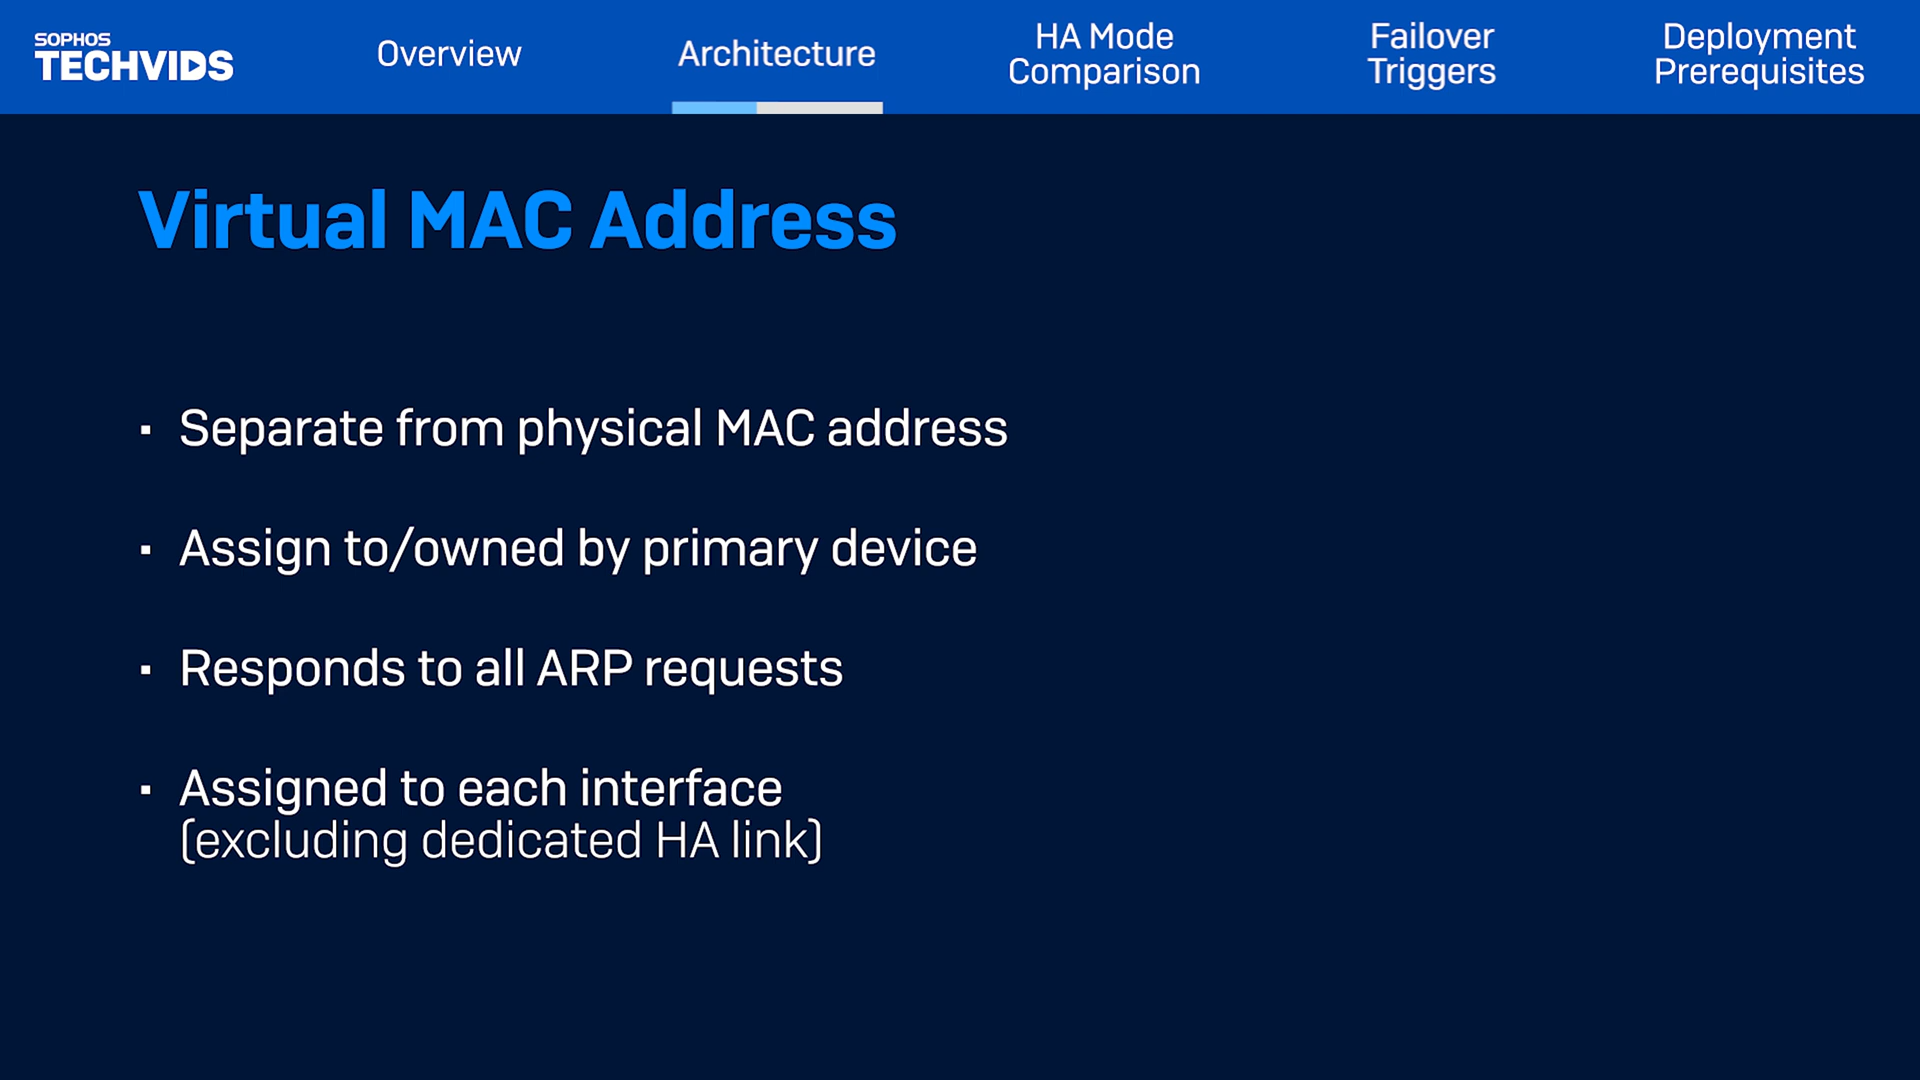 SOPHOS
TECHVIDS
Overview
Architecture
HA Mode
Comparison
Failover
Triggers
Deployment
Prerequisites
Virtual MAC Address
▪ Separate from physical MAC address
▪ Assign to/owned by primary device
▪ Responds to all ARP requests
▪ Assigned to each interface
(excluding dedicated HA link)